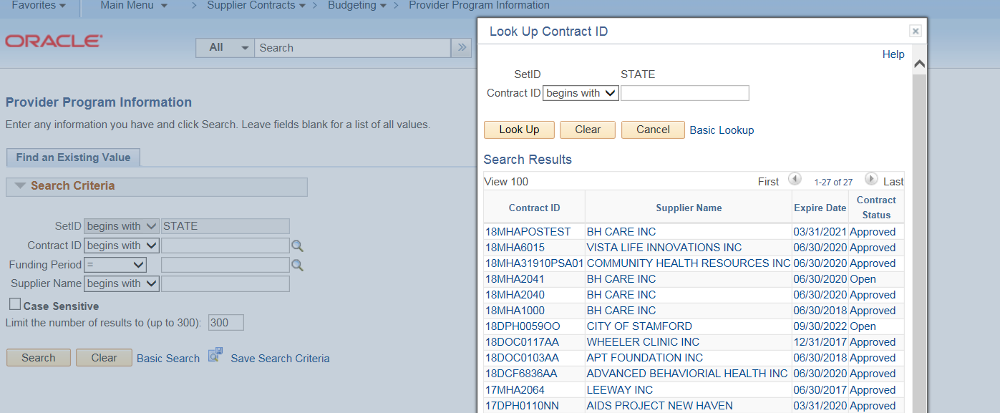 Favorites Main Menu > Supplier Contracts > Budgeting > Provider Program Information
ORACLE
All Search »
Provider Program Information
Enter any information you have and click Search. Leave fields blank for a list of all values.
Find an Existing Value
Search Criteria
SetID begins with STATE
Contract ID begins with
Funding Period =
Supplier Name begins with
Case Sensitive
Limit the number of results to (up to 300): 300
Search Clear Basic Search Save Search Criteria
Look Up Contract ID
Help
SetID STATE
Contract ID begins with
Look Up Clear Cancel Basic Lookup
Search Results
View 100 First 1-27 of 27 Last
Contract ID Supplier Name Expire Date Contract Status
18MHAPOSTEST BH CARE INC 03/31/2021 Approved
18MHA6015 VISTA LIFE INNOVATIONS INC 06/30/2020 Approved
18MHA31910PSA01 COMMUNITY HEALTH RESOURCES INC 06/30/2020 Approved
18MHA2041 BH CARE INC 06/30/2020 Open
18MHA2040 BH CARE INC 06/30/2020 Approved
18MHA1000 BH CARE INC 06/30/2018 Approved
18DPH0059OO CITY OF STAMFORD 09/30/2022 Open
18DOC0117AA WHEELER CLINIC INC 12/31/2017 Approved
18DOC0103AA APT FOUNDATION INC 06/30/2018 Approved
18DCF6836AA ADVANCED BEHAVIORIAL HEALTH INC 06/30/2020 Approved
17MHA2064 LEEWAY INC 06/30/2017 Approved
17DPH0110NN AIDS PROJECT NEW HAVEN 03/31/2020 Approved